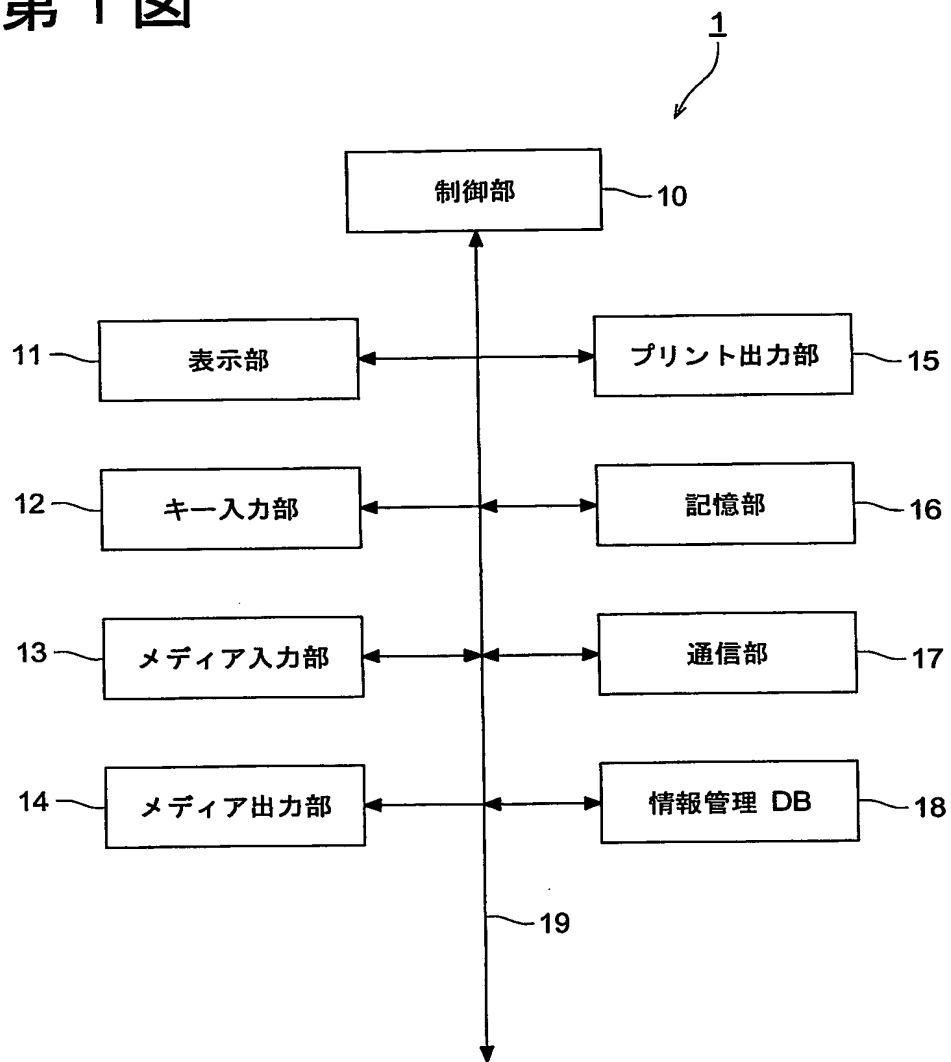 第1図
1
制御部
10
11
表示部
プリント出力部
15
12
キー入力部
記憶部
16
13
メディア入力部
通信部
17
14
メディア出力部
情報管理 DB
18
19